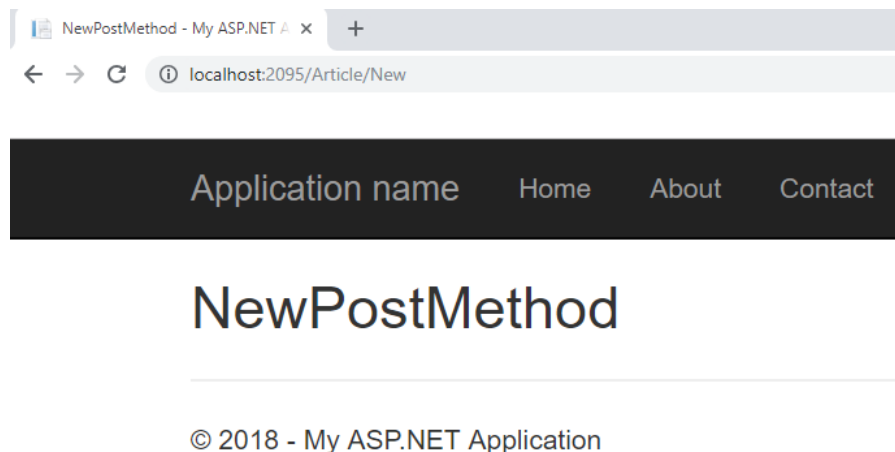 NewPostMethod - My ASP.NET A
localhost:2095/Article/New
Application name Home About Contact
NewPostMethod
© 2018 - My ASP.NET Application